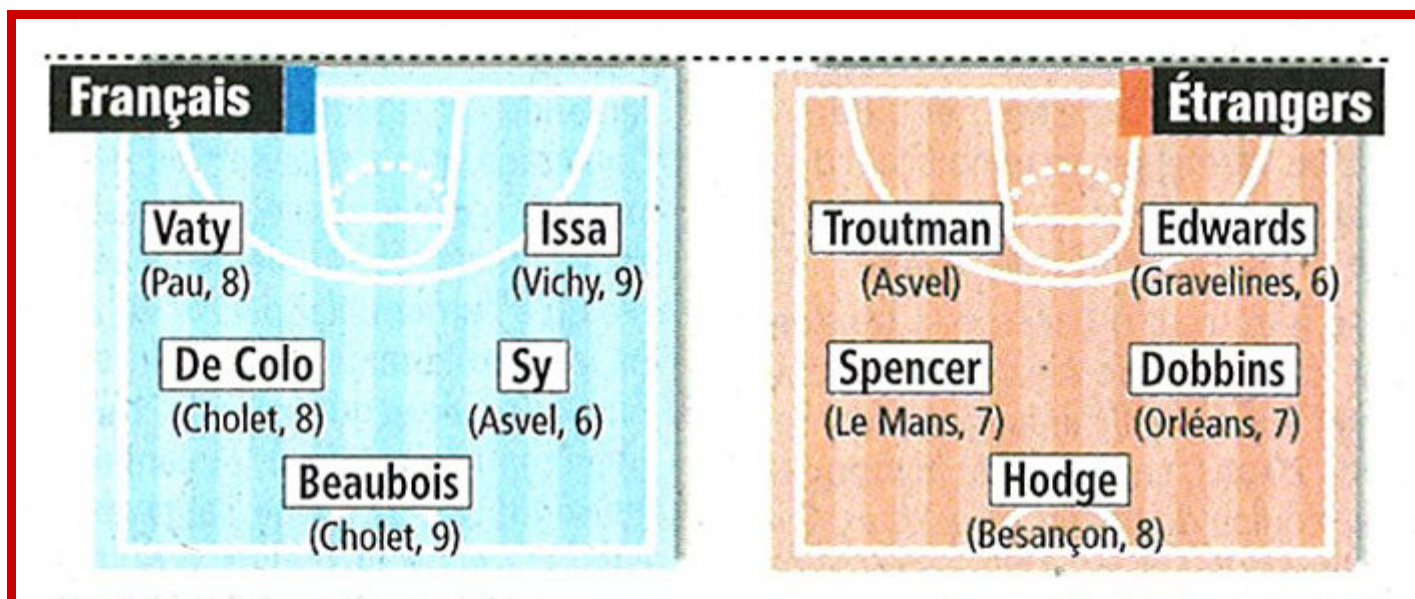 Français
Vaty
(Pau, 8)
Issa
(Vichy, 9)
De Colo
(Cholet, 8)
Sy
(Asvel, 6)
Beaubois
(Cholet, 9)
Étrangers
Troutman
(Asvel)
Edwards
(Gravelines, 6)
Spencer
(Le Mans, 7)
Dobbins
(Orléans, 7)
Hodge
(Besançon, 8)